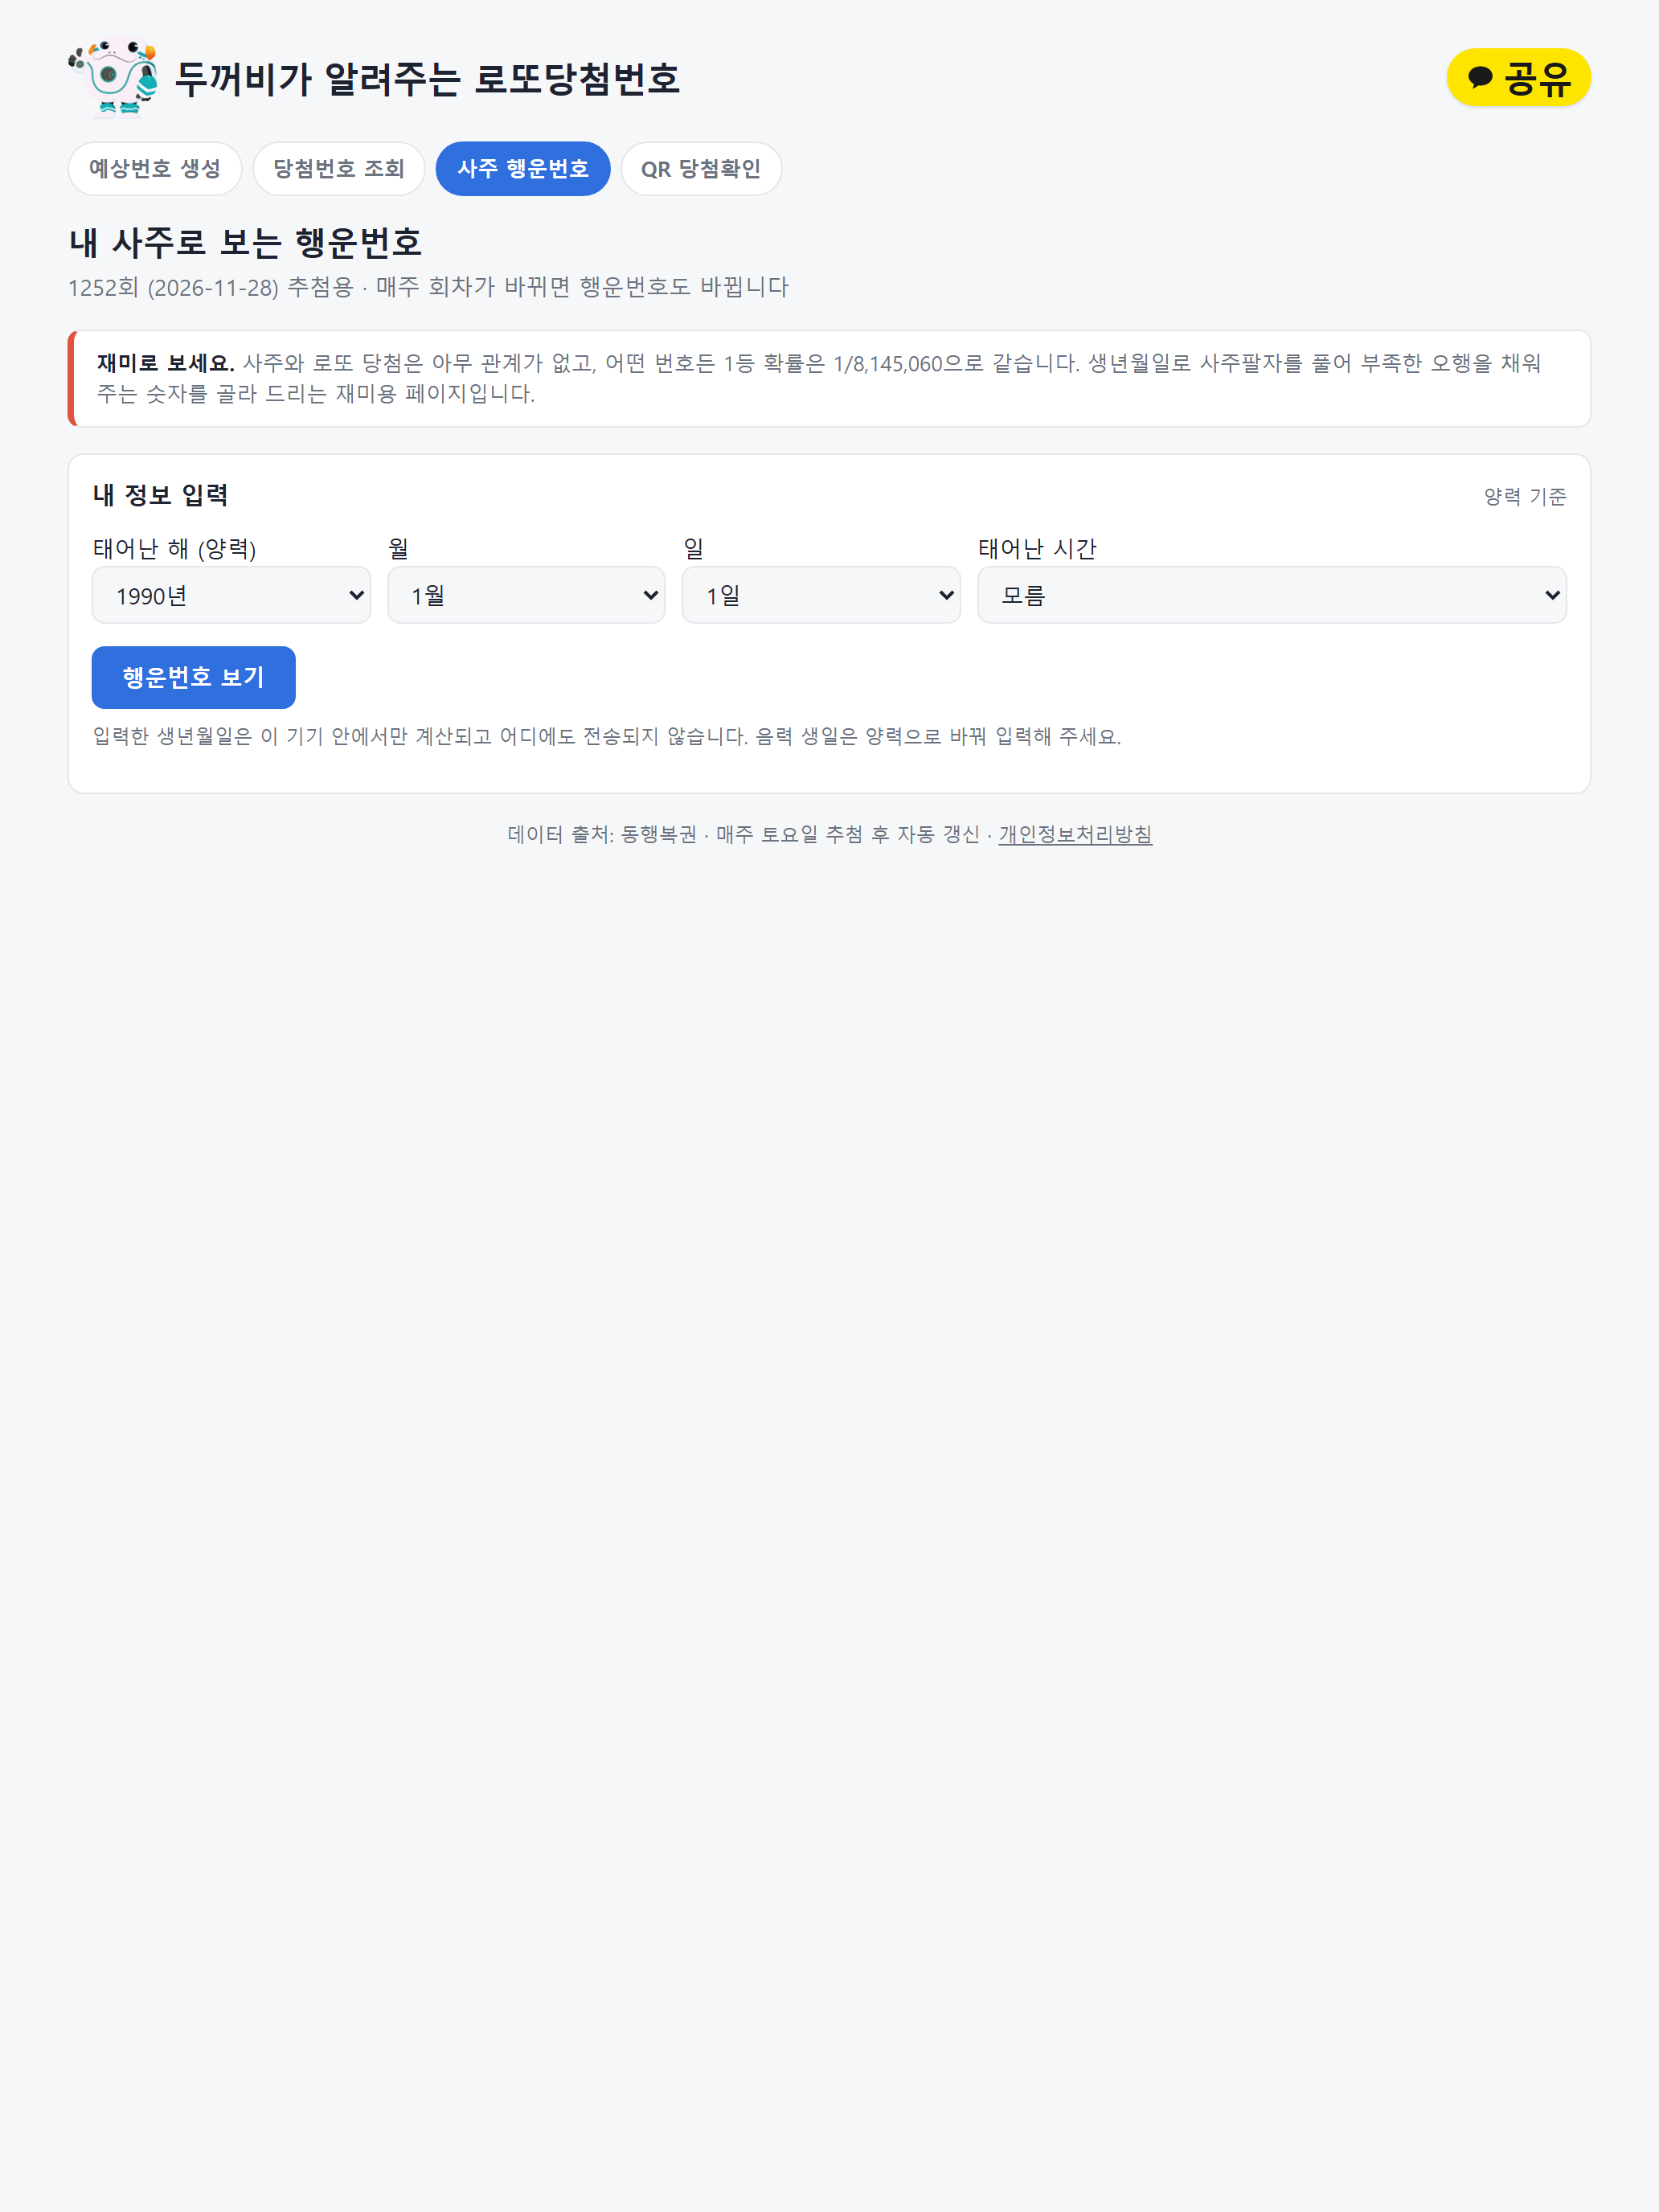 두꺼비가 알려주는 로또당첨번호
공유
예상번호 생성
당첨번호 조회
사주 행운번호
QR 당첨확인
내 사주로 보는 행운번호
1252회 (2026-11-28) 추첨용 · 매주 회차가 바뀌면 행운번호도 바뀝니다
재미로 보세요. 사주와 로또 당첨은 아무 관계가 없고, 어떤 번호든 1등 확률은 1/8,145,060으로 같습니다. 생년월일로 사주팔자를 풀어 부족한 오행을 채워
주는 숫자를 골라 드리는 재미용 페이지입니다.
내 정보 입력
양력 기준
태어난 해 (양력)
월
일
태어난 시간
1990년
1월
1일
모름
행운번호 보기
입력한 생년월일은 이 기기 안에서만 계산되고 어디에도 전송되지 않습니다. 음력 생일은 양력으로 바꿔 입력해 주세요.
데이터 출처: 동행복권 · 매주 토요일 추첨 후 자동 갱신 · 개인정보처리방침